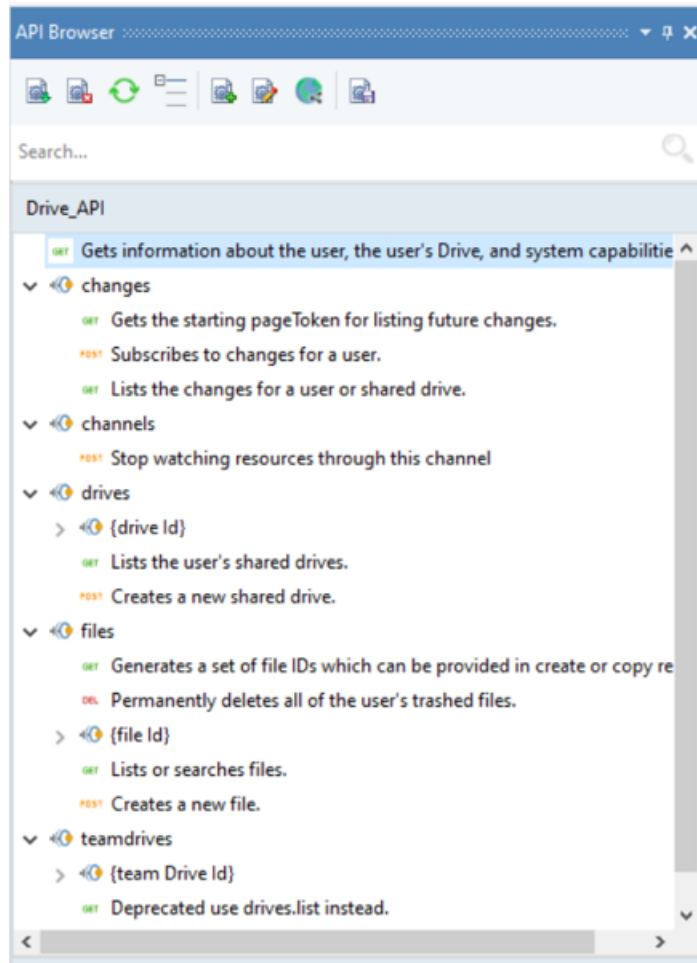 API Browser
Search...
Drive_API
GET Gets information about the user, the user's Drive, and system capabilitie
changes
GET Gets the starting pageToken for listing future changes.
POST Subscribes to changes for a user.
GET Lists the changes for a user or shared drive.
channels
POST Stop watching resources through this channel
drives
{drive Id}
GET Lists the user's shared drives.
POST Creates a new shared drive.
files
GET Generates a set of file IDs which can be provided in create or copy re
DEL Permanently deletes all of the user's trashed files.
{file Id}
GET Lists or searches files.
POST Creates a new file.
teamdrives
{team Drive Id}
GET Deprecated use drives.list instead.